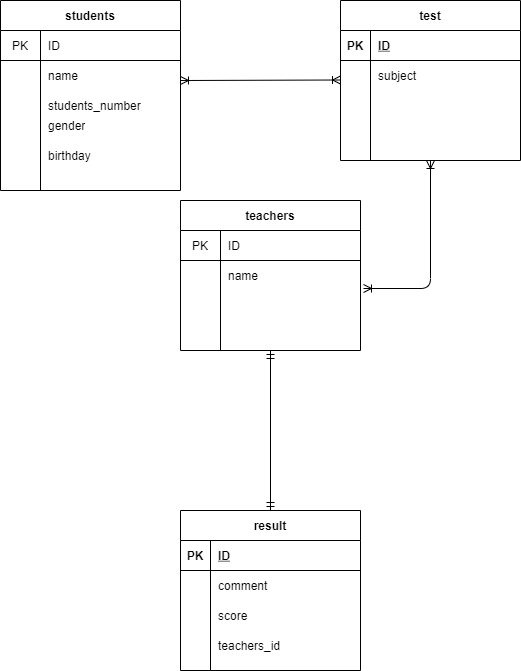 students
PK ID
name
students_number
gender
birthday
test
PK ID
subject
teachers
PK ID
name
result
PK ID
comment
score
teachers_id